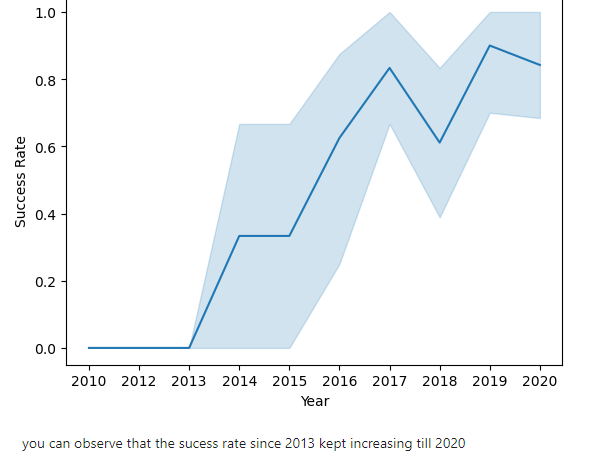 1.0
0.8
0.6
0.4
0.2
0.0
Success Rate
2010 2012 2013 2014 2015 2016 2017 2018 2019 2020
Year
you can observe that the sucess rate since 2013 kept increasing till 2020